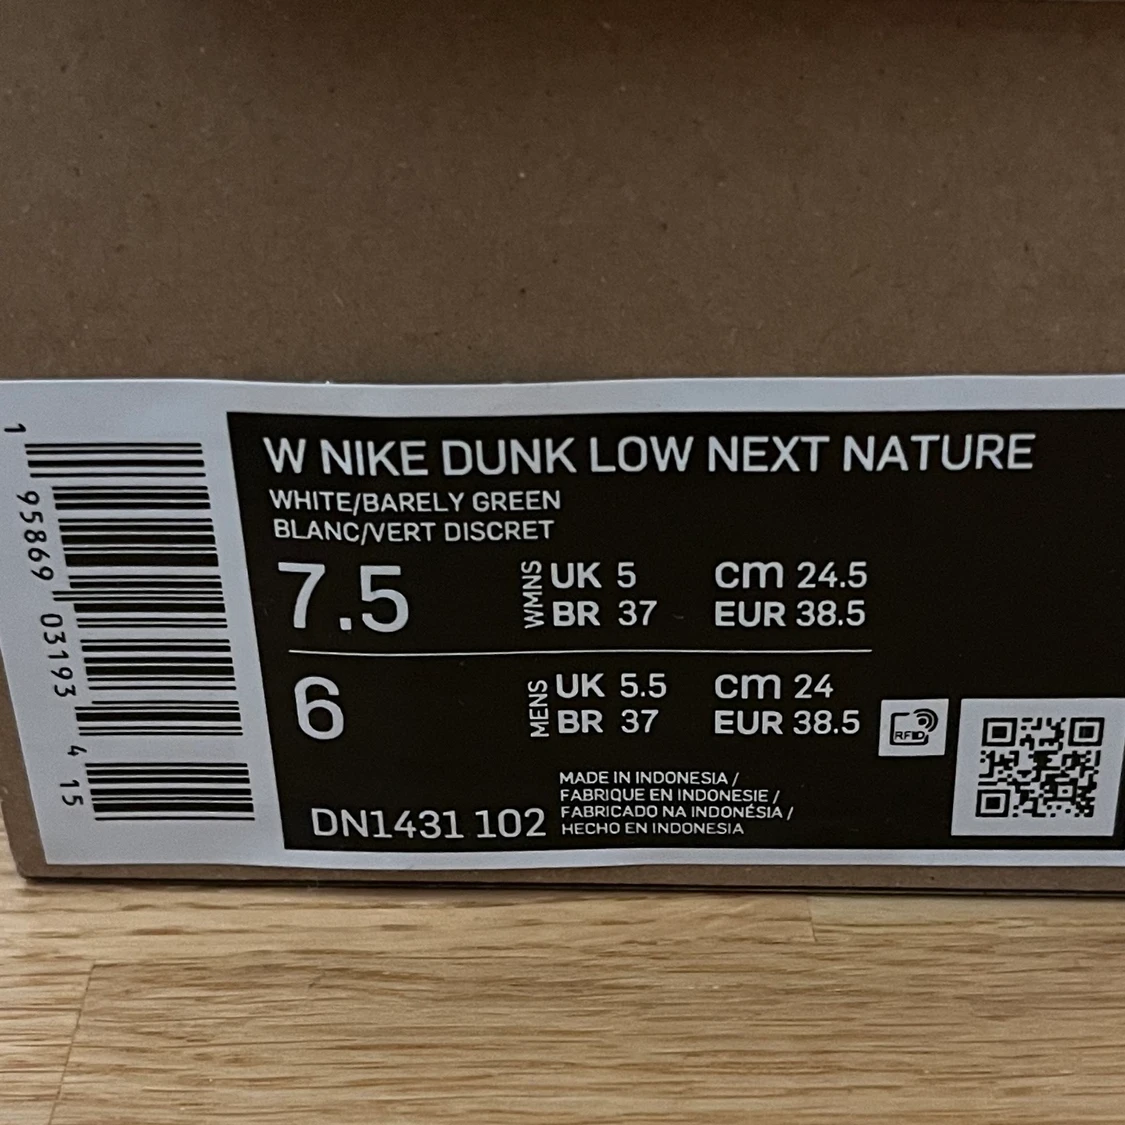 1 95869 03193 4 15
W NIKE DUNK LOW NEXT NATURE
WHITE/BARELY GREEN
BLANC/VERT DISCRET
7.5 WMNS UK 5 cm 24.5
BR 37 EUR 38.5
6 MENS UK 5.5 cm 24
BR 37 EUR 38.5
RFID
MADE IN INDONESIA /
FABRIQUE EN INDONESIE /
FABRICADO NA INDONÉSIA /
HECHO EN INDONESIA
DN1431 102